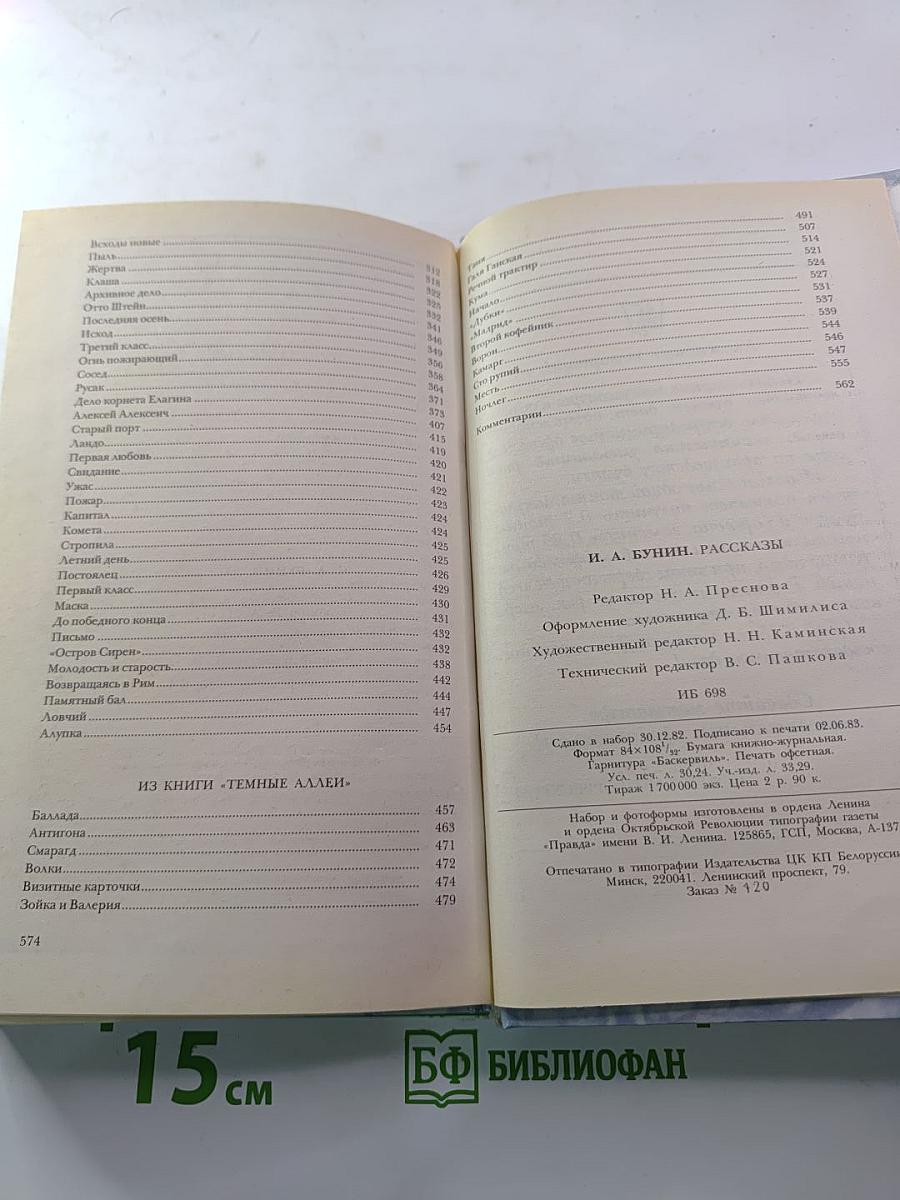 Всходы новые 312
Пыль 318
Жертва 322
Клаша 325
Архивное дело 332
Отто Штейн 341
Последняя осень 346
Исход 349
Третий класс 356
Огнь пожирающий 358
Сосед 364
Русак 371
Дело корнета Елагина 373
Алексей Алексеич 407
Старый порт 415
Ландо 419
Первая любовь 420
Свидание 421
Ужас 422
Пожар 423
Капитал 424
Комета 424
Стропила 425
Летний день 425
Постоялец 426
Первый класс 429
Маска 430
До победного конца 431
Письмо 432
«Остров Сирен» 432
Молодость и старость 438
Возвращаясь в Рим 442
Памятный бал 444
Ловчий 447
Алупка 454
ИЗ КНИГИ «ТЕМНЫЕ АЛЛЕИ»
Баллада 457
Антигона 463
Смарагд 471
Волки 472
Визитные карточки 474
Зойка и Валерия 479
574
Таня 491
Галя Ганская 507
Речной трактир 514
Кума 521
Начало 524
«Дубки» 527
«Мадрид» 531
Второй кофейник 537
Ворон 539
Камарг 544
Сто рупий 546
Месть 547
Ночлег 555
Комментарии 562
И. А. БУНИН. РАССКАЗЫ
Редактор Н. А. Преснова
Оформление художника Д. Б. Шимилиса
Художественный редактор Н. Н. Каминская
Технический редактор В. С. Пашкова
ИБ 698
Сдано в набор 30.12.82. Подписано к печати 02.06.83.
Формат 84×108¹/₃₂. Бумага книжно-журнальная.
Гарнитура «Баскервиль». Печать офсетная.
Усл. печ. л. 30,24. Уч.-изд. л. 33,29.
Тираж 1 700 000 экз. Цена 2 р. 90 к.
Набор и фотоформы изготовлены в ордена Ленина
и ордена Октябрьской Революции типографии газеты
«Правда» имени В. И. Ленина. 125865, ГСП, Москва, А-137
Отпечатано в типографии Издательства ЦК КП Белоруссии
Минск, 220041. Ленинский проспект, 79.
Заказ № 120
15 см
БФ БИБЛИОФАН